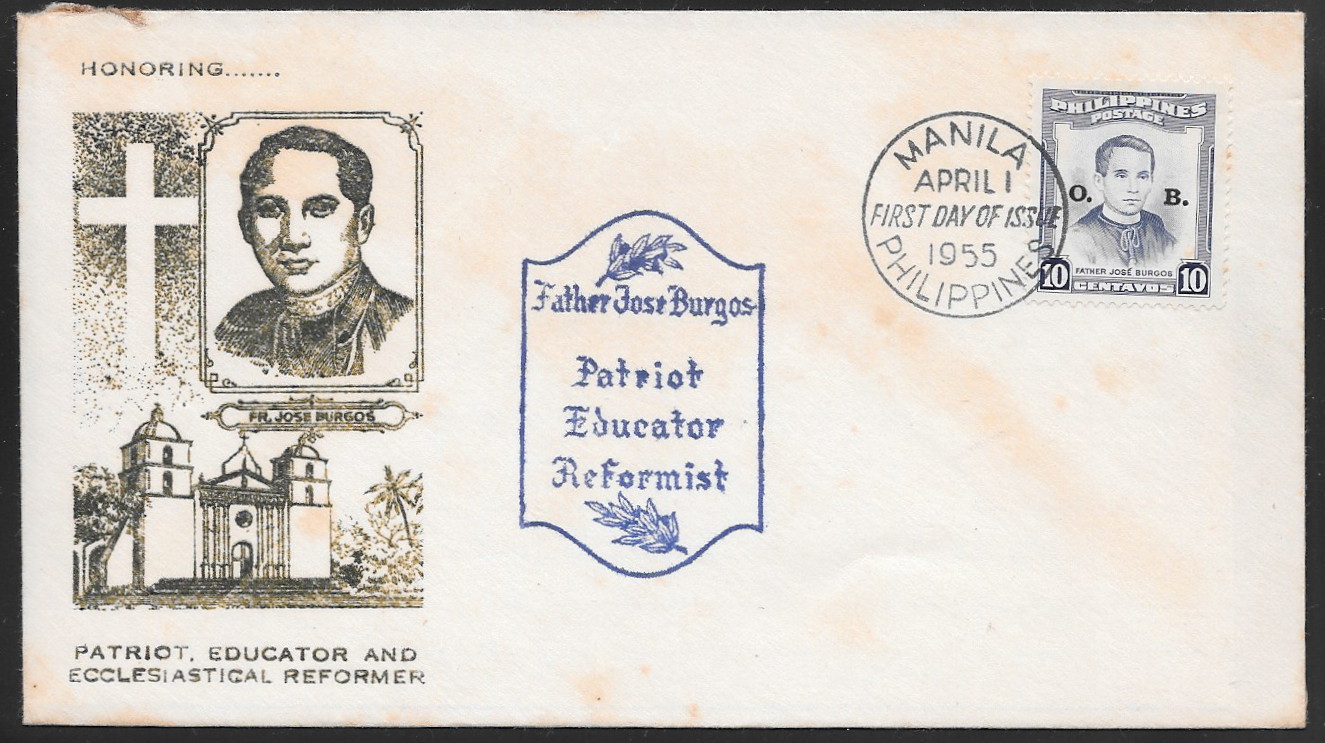 HONORING.......
FR. JOSE BURGOS
PATRIOT, EDUCATOR AND
ECCLESIASTICAL REFORMER
Father Jose Burgos
Patriot
Educator
Reformist
MANILA
APRIL 1
FIRST DAY OF ISSUE
1955
PHILIPPINES
PHILIPPINES
POSTAGE
O. B.
FATHER JOSÉ BURGOS
10 CENTAVOS 10